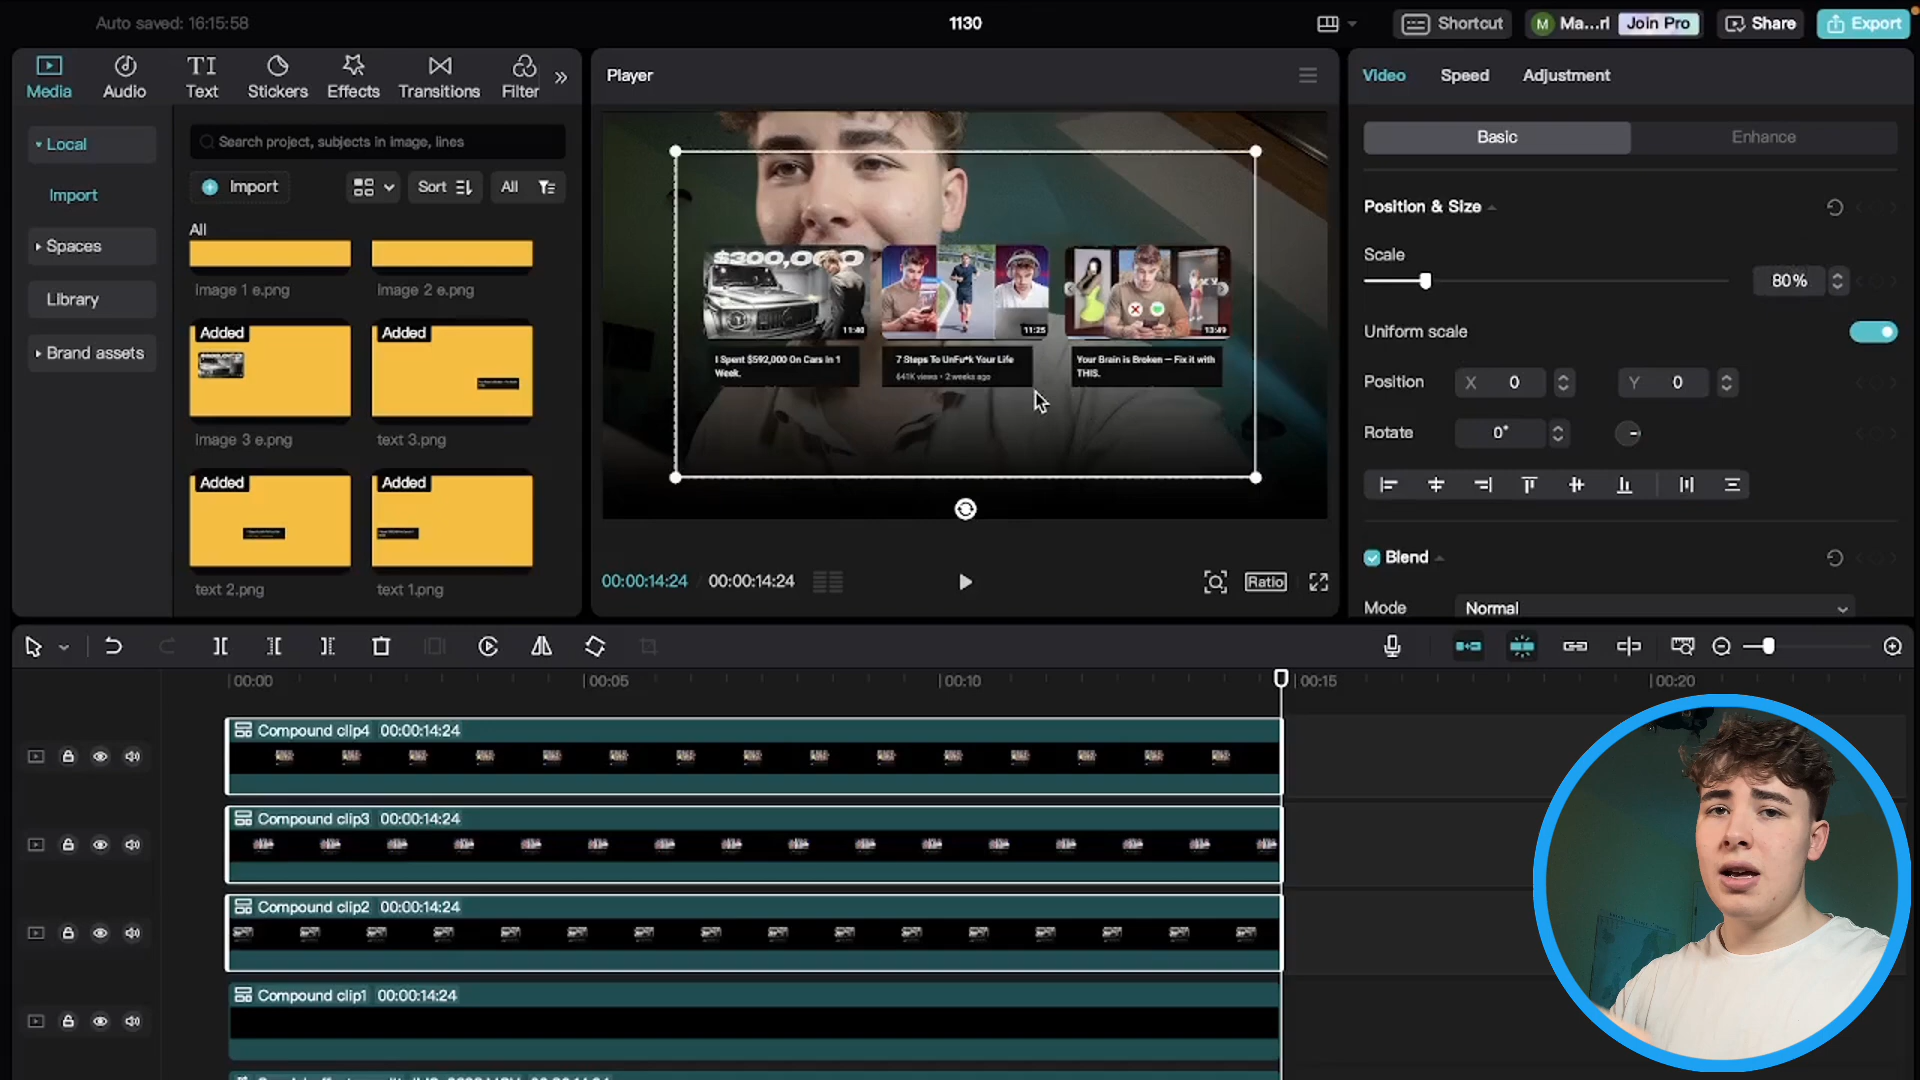 Auto saved: 16:15:58
1130
Shortcut
M
Ma...rl
Join Pro
Share
Export
Media
Audio
TI
Text
Stickers
Effects
Transitions
Filter
Player
Video
Speed
Adjustment
Local
Import
Spaces
Library
Brand assets
Search project, subjects in image, lines
Import
Sort
All
All
Image 1 e.png
Image 2 e.png
Added
Added
Image 3 e.png
text 3.png
Added
Added
text 2.png
text 1.png
$300,000
11:40
11:25
13:49
I Spent $592,000 On Cars In 1
Week.
7 Steps To UnFu*k Your Life
641K views • 2 weeks ago
Your Brain is Broken – Fix it with
THIS.
00:00:14:24
00:00:14:24
Ratio
Basic
Enhance
Position & Size
Scale
80%
Uniform scale
Position
X 0
Y 0
Rotate
0°
Blend
Mode
Normal
00:00
00:05
00:10
00:15
00:20
Compound clip4 00:00:14:24
Compound clip3 00:00:14:24
Compound clip2 00:00:14:24
Compound clip1 00:00:14:24